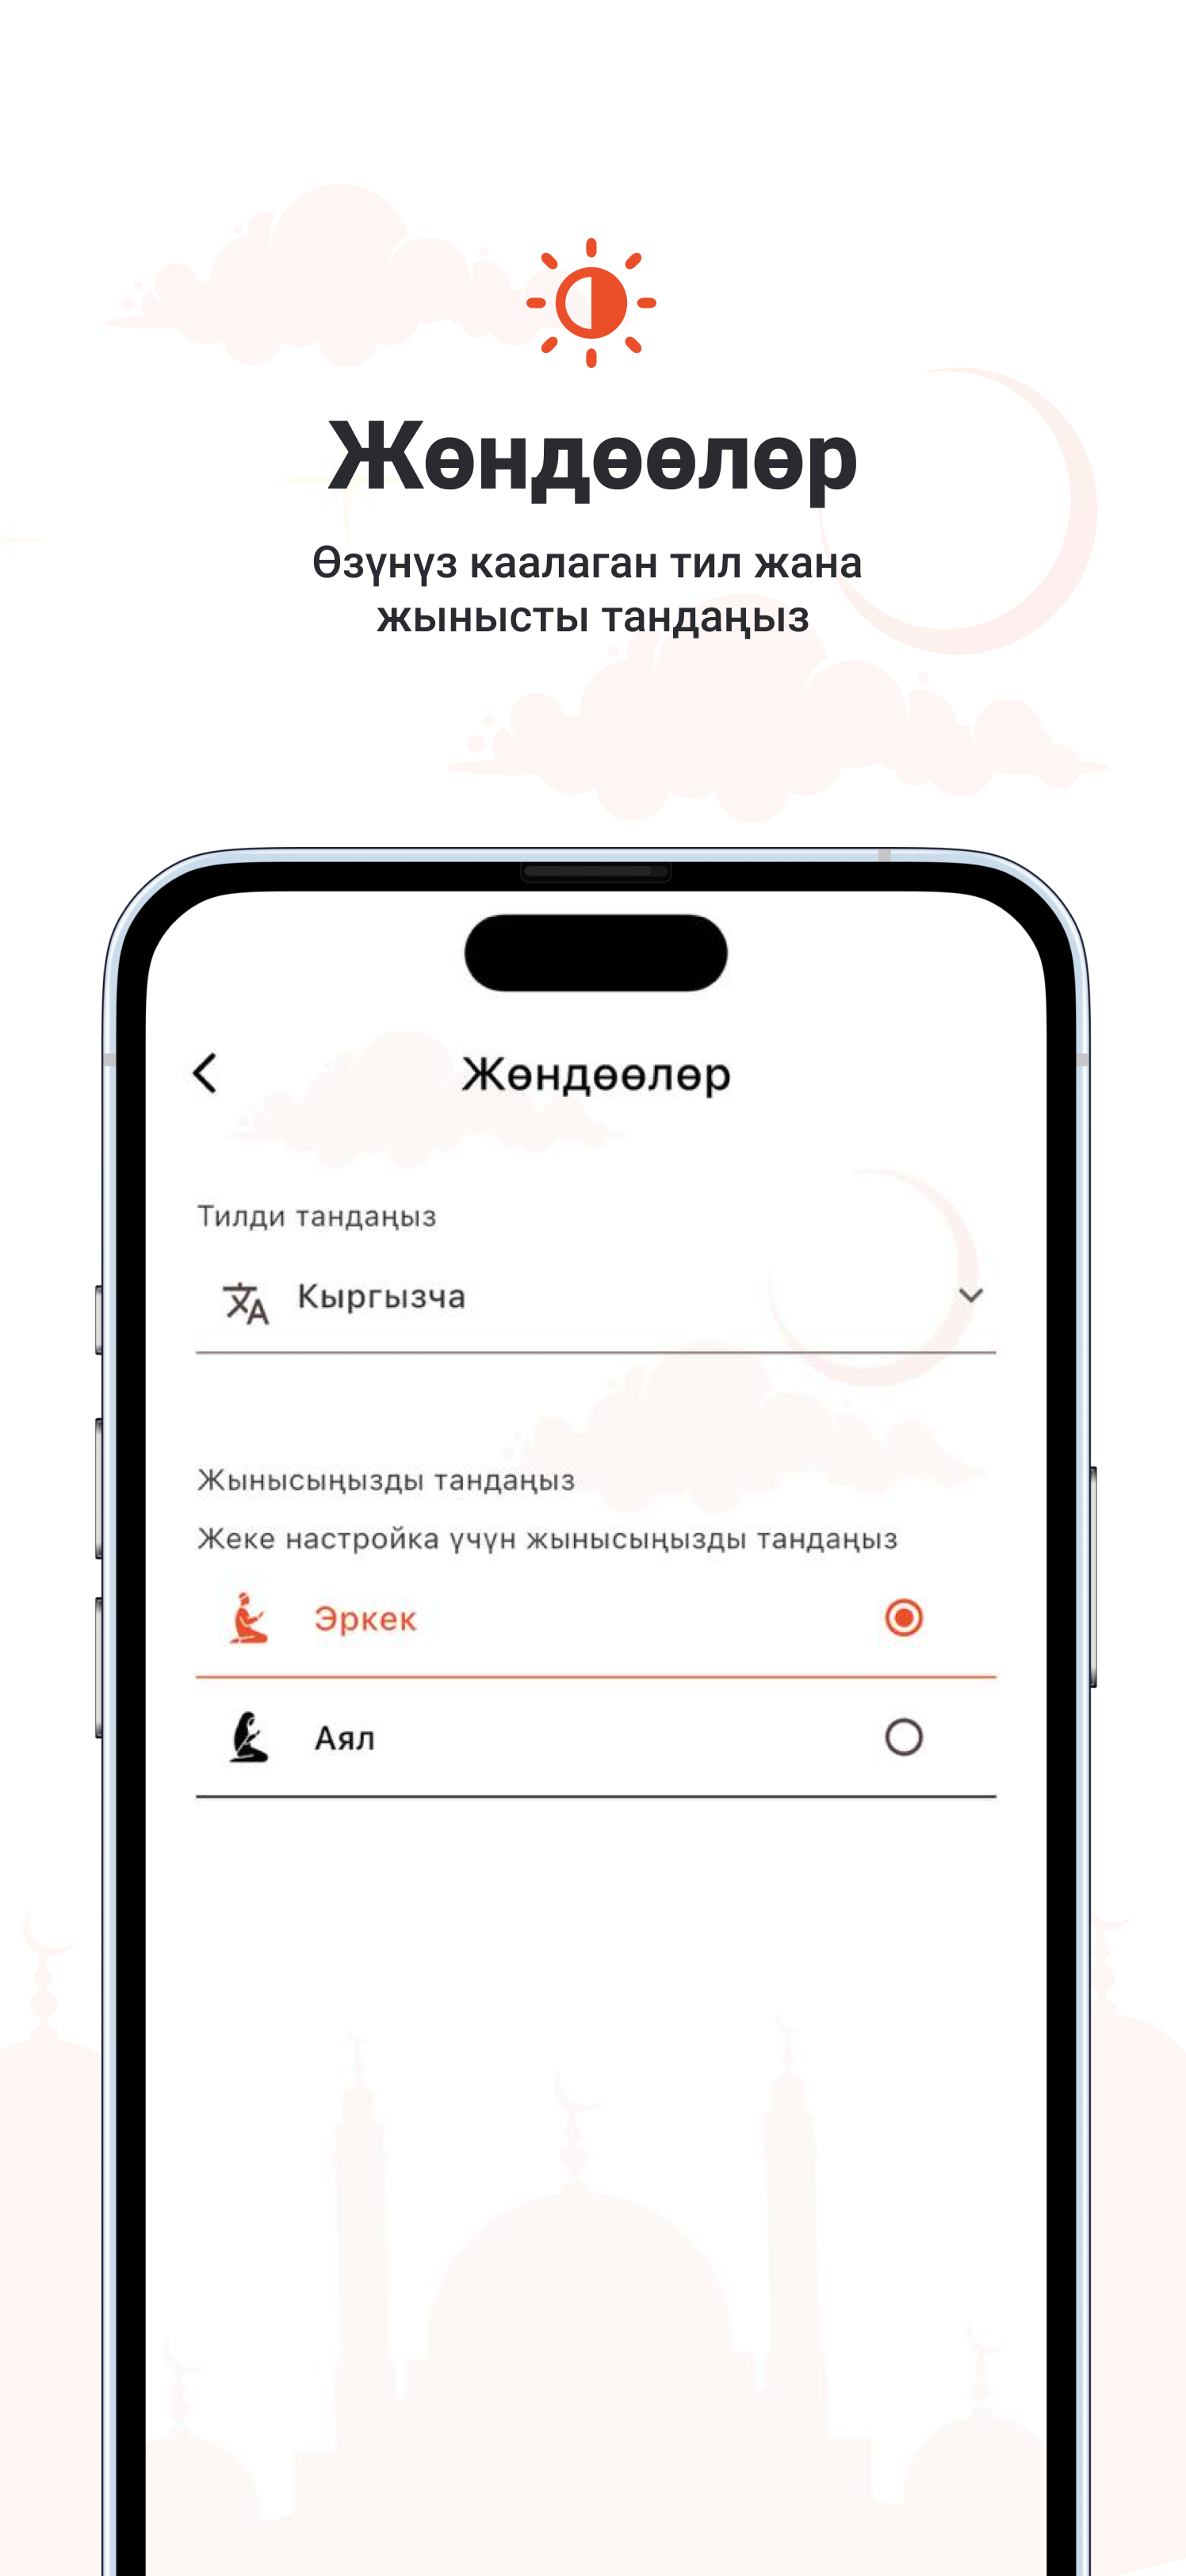 Жөндөөлөр
Өзүнүз каалаган тил жана
жынысты тандаңыз
Жөндөөлөр
Тилди тандаңыз
Кыргызча
Жынысыңызды тандаңыз
Жеке настройка үчүн жынысыңызды тандаңыз
Эркек
Аял